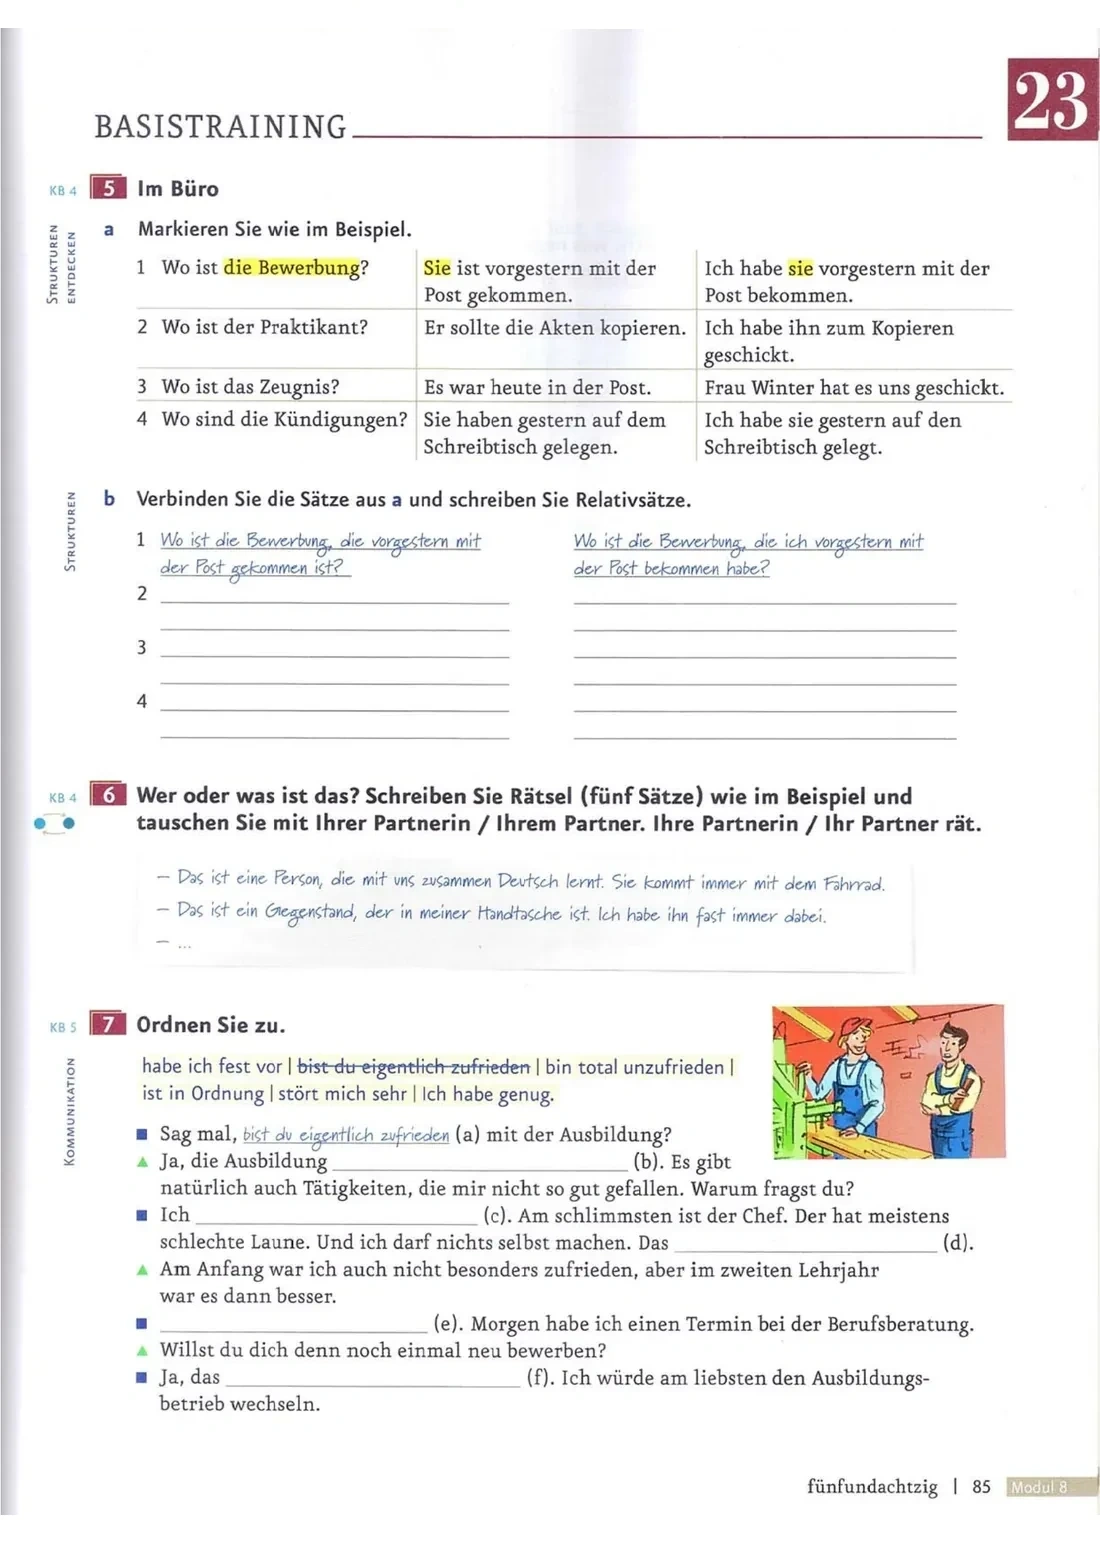 23
BASISTRAINING
KB 4 5 Im Büro
STRUKTUREN
ENTDECKEN
a Markieren Sie wie im Beispiel.
1 Wo ist die Bewerbung? Sie ist vorgestern mit der Ich habe sie vorgestern mit der
Post gekommen. Post bekommen.
2 Wo ist der Praktikant? Er sollte die Akten kopieren. Ich habe ihn zum Kopieren
geschickt.
3 Wo ist das Zeugnis? Es war heute in der Post. Frau Winter hat es uns geschickt.
4 Wo sind die Kündigungen? Sie haben gestern auf dem Ich habe sie gestern auf den
Schreibtisch gelegen. Schreibtisch gelegt.
STRUKTUREN
b Verbinden Sie die Sätze aus a und schreiben Sie Relativsätze.
1 Wo ist die Bewerbung, die vorgestern mit Wo ist die Bewerbung, die ich vorgestern mit
der Post gekommen ist? der Post bekommen habe?
2
3
4
KB 4 6 Wer oder was ist das? Schreiben Sie Rätsel (fünf Sätze) wie im Beispiel und
tauschen Sie mit Ihrer Partnerin / Ihrem Partner. Ihre Partnerin / Ihr Partner rät.
– Das ist eine Person, die mit uns zusammen Deutsch lernt. Sie kommt immer mit dem Fahrrad.
– Das ist ein Gegenstand, der in meiner Handtasche ist. Ich habe ihn fast immer dabei.
– ...
KB 5 7 Ordnen Sie zu.
KOMMUNIKATION
habe ich fest vor | bist du eigentlich zufrieden | bin total unzufrieden |
ist in Ordnung | stört mich sehr | Ich habe genug.
■ Sag mal, bist du eigentlich zufrieden (a) mit der Ausbildung?
▲ Ja, die Ausbildung ____ (b). Es gibt
natürlich auch Tätigkeiten, die mir nicht so gut gefallen. Warum fragst du?
■ Ich ____ (c). Am schlimmsten ist der Chef. Der hat meistens
schlechte Laune. Und ich darf nichts selbst machen. Das ____ (d).
▲ Am Anfang war ich auch nicht besonders zufrieden, aber im zweiten Lehrjahr
war es dann besser.
■ ____ (e). Morgen habe ich einen Termin bei der Berufsberatung.
▲ Willst du dich denn noch einmal neu bewerben?
■ Ja, das ____ (f). Ich würde am liebsten den Ausbildungs-
betrieb wechseln.
fünfundachtzig | 85 Modul 8